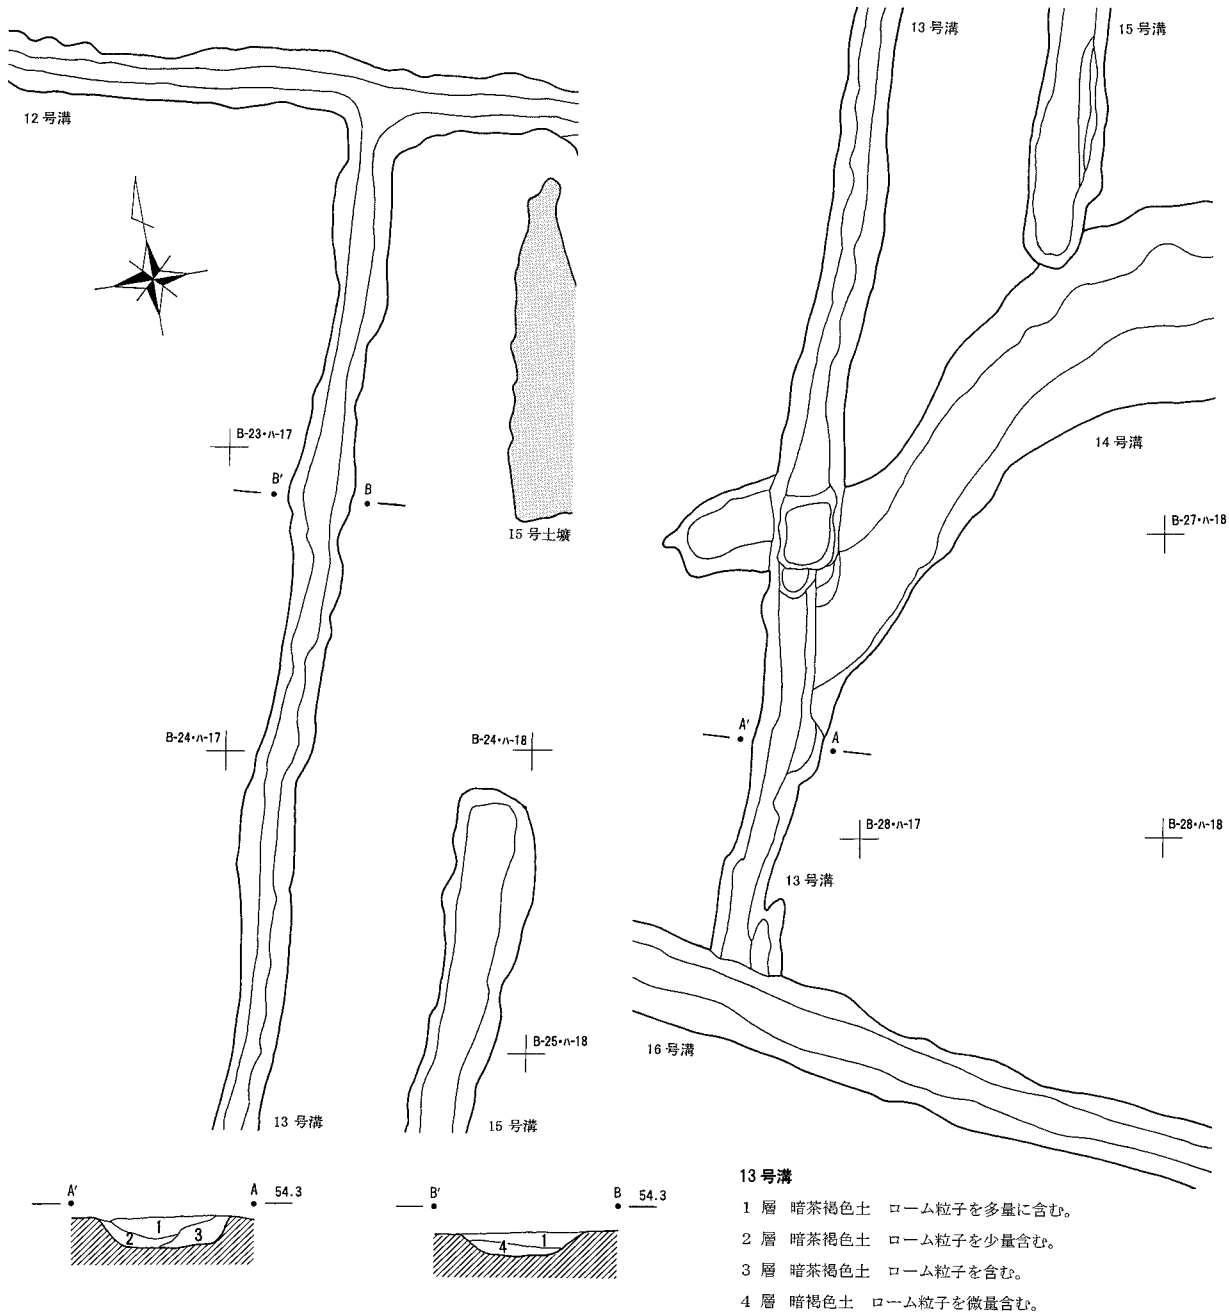 12号溝
B-23・ハ-17
B'
B
15号土壙
B-24・ハ-17
B-24・ハ-18
B-25・ハ-18
13号溝
15号溝
13号溝
15号溝
14号溝
B-27・ハ-18
A'
A
B-28・ハ-17
B-28・ハ-18
13号溝
16号溝
A'
A
54.3
1
2
3
B'
B
54.3
4
1
13号溝
1層 暗茶褐色土 ローム粒子を多量に含む。
2層 暗茶褐色土 ローム粒子を少量含む。
3層 暗茶褐色土 ローム粒子を含む。
4層 暗褐色土 ローム粒子を微量含む。